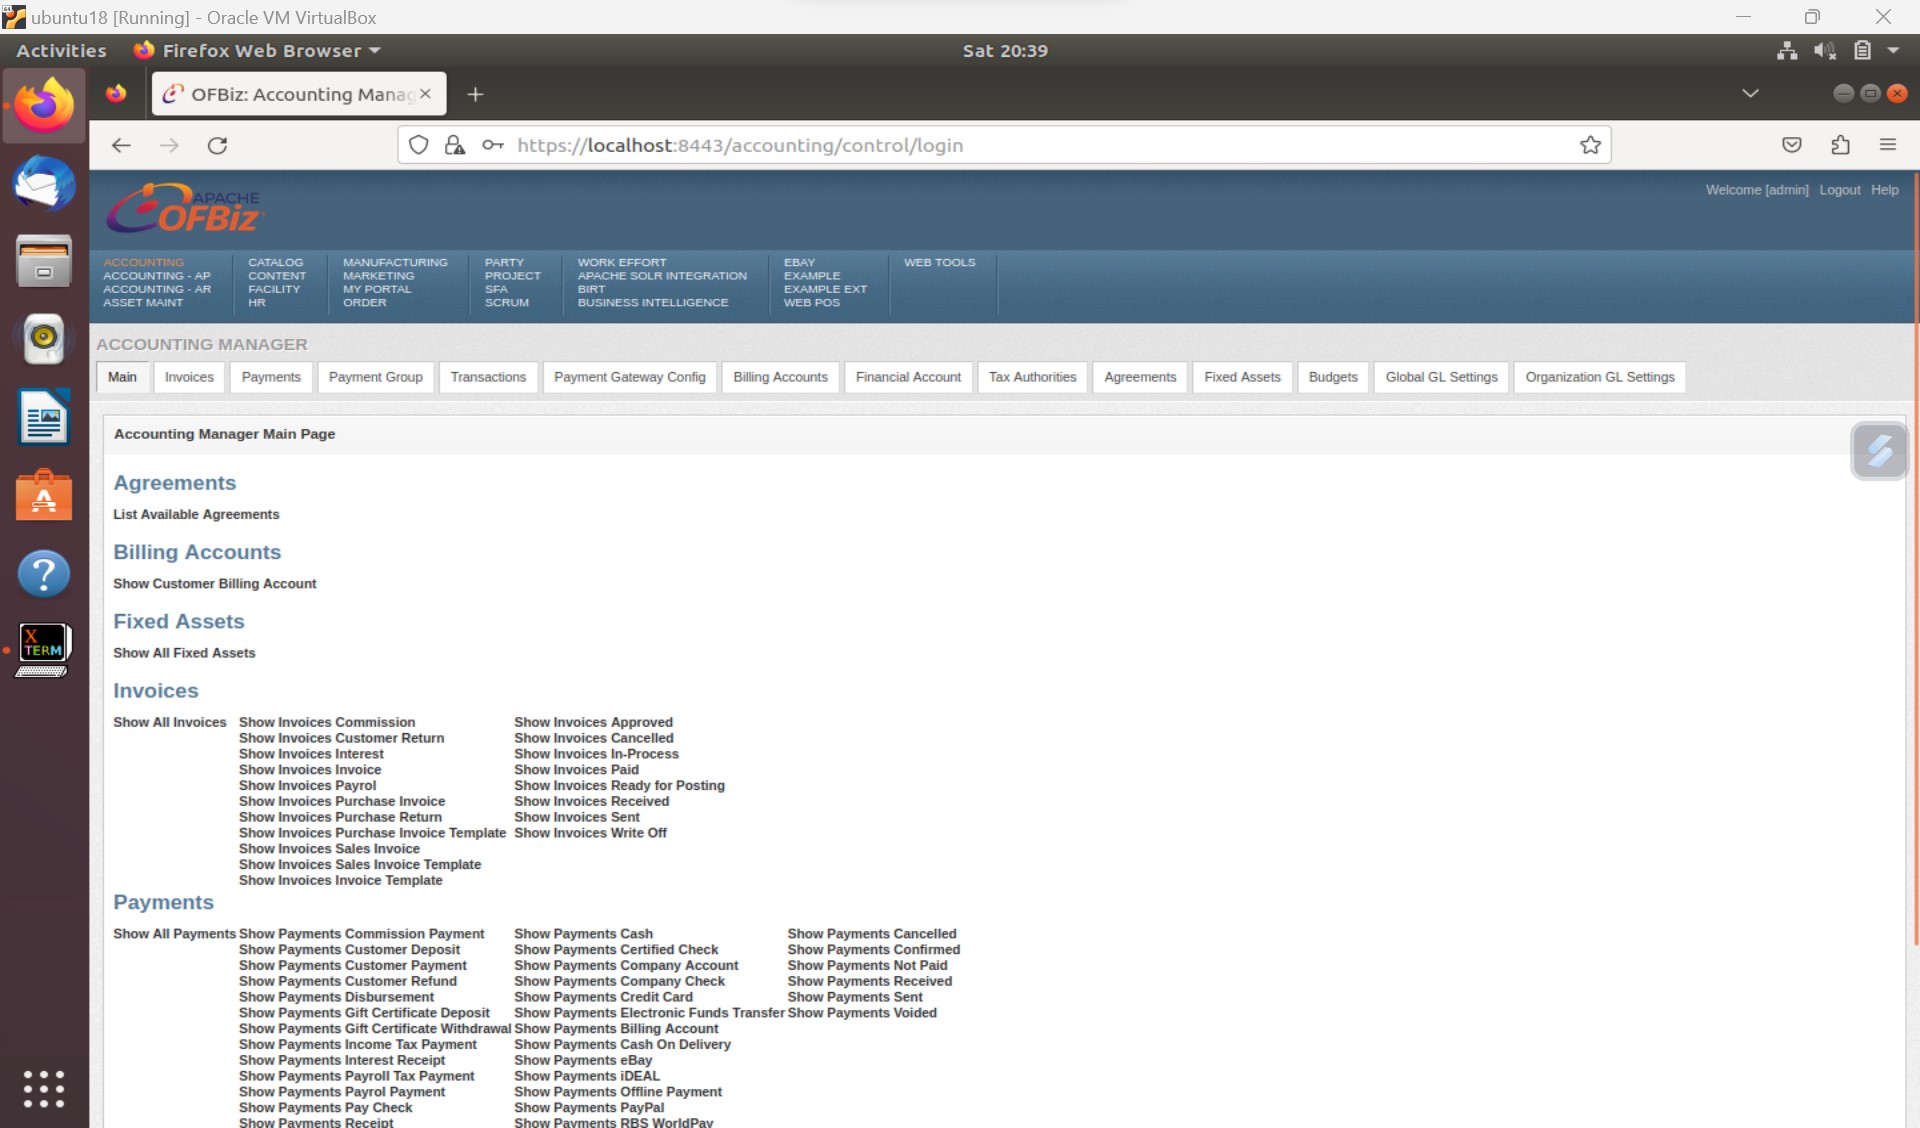 ubuntu18 [Running] - Oracle VM VirtualBox
Activities
Firefox Web Browser
Sat 20:39
OFBiz: Accounting Manag
https://localhost:8443/accounting/control/login
APACHE
OFBiz
Welcome [admin] Logout Help
ACCOUNTING
ACCOUNTING - AP
ACCOUNTING - AR
ASSET MAINT
CATALOG
CONTENT
FACILITY
HR
MANUFACTURING
MARKETING
MY PORTAL
ORDER
PARTY
PROJECT
SFA
SCRUM
WORK EFFORT
APACHE SOLR INTEGRATION
BIRT
BUSINESS INTELLIGENCE
EBAY
EXAMPLE
EXAMPLE EXT
WEB POS
WEB TOOLS
X
TERM
ACCOUNTING MANAGER
Main Invoices Payments Payment Group Transactions Payment Gateway Config Billing Accounts Financial Account Tax Authorities Agreements Fixed Assets Budgets Global GL Settings Organization GL Settings
Accounting Manager Main Page
Agreements
List Available Agreements
Billing Accounts
Show Customer Billing Account
Fixed Assets
Show All Fixed Assets
Invoices
Show All Invoices
Show Invoices Commission
Show Invoices Customer Return
Show Invoices Interest
Show Invoices Invoice
Show Invoices Payrol
Show Invoices Purchase Invoice
Show Invoices Purchase Return
Show Invoices Purchase Invoice Template
Show Invoices Sales Invoice
Show Invoices Sales Invoice Template
Show Invoices Invoice Template
Show Invoices Approved
Show Invoices Cancelled
Show Invoices In-Process
Show Invoices Paid
Show Invoices Ready for Posting
Show Invoices Received
Show Invoices Sent
Show Invoices Write Off
Payments
Show All Payments
Show Payments Commission Payment
Show Payments Customer Deposit
Show Payments Customer Payment
Show Payments Customer Refund
Show Payments Disbursement
Show Payments Gift Certificate Deposit
Show Payments Gift Certificate Withdrawal
Show Payments Income Tax Payment
Show Payments Interest Receipt
Show Payments Payroll Tax Payment
Show Payments Payrol Payment
Show Payments Pay Check
Show Payments Receipt
Show Payments Cash
Show Payments Certified Check
Show Payments Company Account
Show Payments Company Check
Show Payments Credit Card
Show Payments Electronic Funds Transfer
Show Payments Billing Account
Show Payments Cash On Delivery
Show Payments eBay
Show Payments iDEAL
Show Payments Offline Payment
Show Payments PayPal
Show Payments RBS WorldPay
Show Payments Cancelled
Show Payments Confirmed
Show Payments Not Paid
Show Payments Received
Show Payments Sent
Show Payments Voided